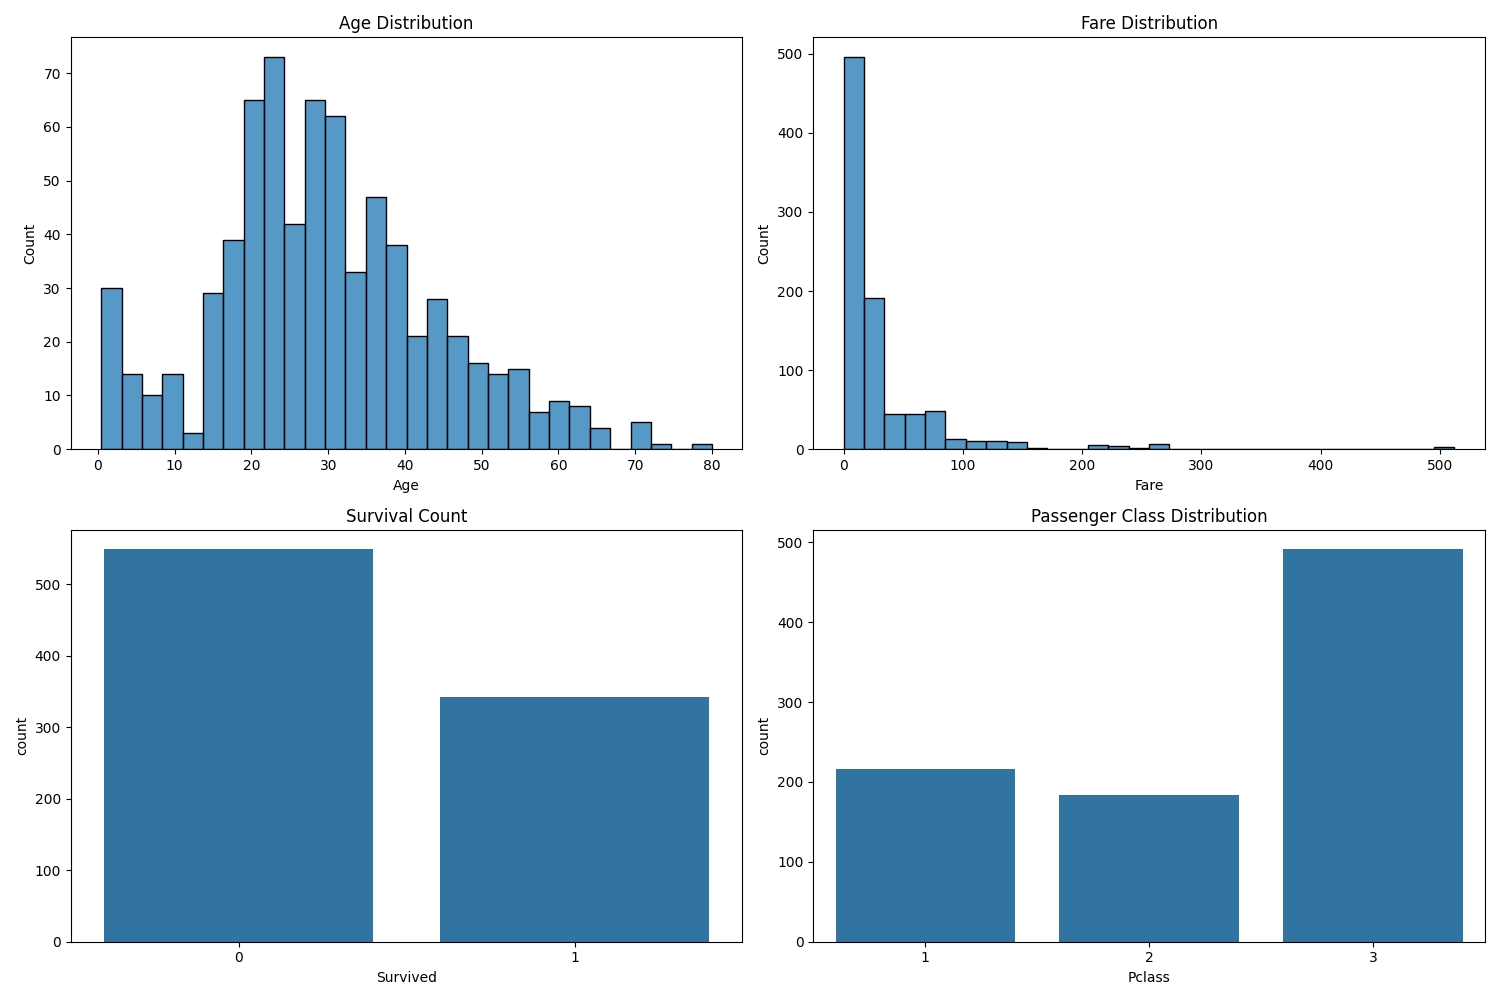 Age Distribution
Count
70
60
50
40
30
20
10
0
0 10 20 30 40 50 60 70 80
Age
Fare Distribution
Count
500
400
300
200
100
0
0 100 200 300 400 500
Fare
Survival Count
count
500
400
300
200
100
0
0 1
Survived
Passenger Class Distribution
count
500
400
300
200
100
0
1 2 3
Pclass